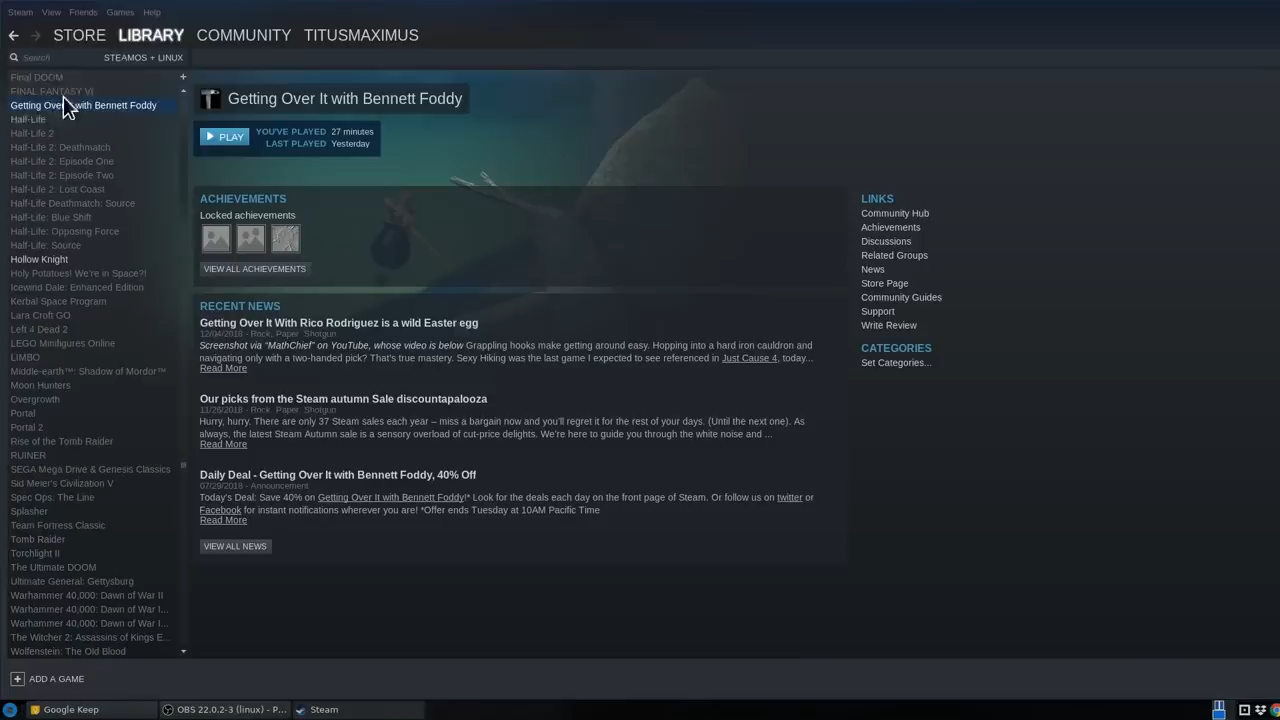 Steam View Friends Games Help
STORE LIBRARY COMMUNITY TITUSMAXIMUS
Search STEAMOS + LINUX
Final DOOM
FINAL FANTASY VI
Getting Over with Bennett Foddy
Half-Life
Half-Life 2
Half-Life 2: Deathmatch
Half-Life 2: Episode One
Half-Life 2: Episode Two
Half-Life 2: Lost Coast
Half-Life Deathmatch: Source
Half-Life: Blue Shift
Half-Life: Opposing Force
Half-Life: Source
Hollow Knight
Holy Potatoes! We're in Space?!
Icewind Dale: Enhanced Edition
Kerbal Space Program
Lara Croft GO
Left 4 Dead 2
LEGO Minifigures Online
LIMBO
Middle-earth™: Shadow of Mordor™
Moon Hunters
Overgrowth
Portal
Portal 2
Rise of the Tomb Raider
RUINER
SEGA Mega Drive & Genesis Classics
Sid Meier's Civilization V
Spec Ops: The Line
Splasher
Team Fortress Classic
Tomb Raider
Torchlight II
The Ultimate DOOM
Ultimate General: Gettysburg
Warhammer 40,000: Dawn of War II
Warhammer 40,000: Dawn of War I...
Warhammer 40,000: Dawn of War I...
The Witcher 2: Assassins of Kings E...
Wolfenstein: The Old Blood
ADD A GAME
Getting Over It with Bennett Foddy
PLAY
YOU'VE PLAYED 27 minutes
LAST PLAYED Yesterday
ACHIEVEMENTS
Locked achievements
VIEW ALL ACHIEVEMENTS
RECENT NEWS
Getting Over It With Rico Rodriguez is a wild Easter egg
12/04/2018 - Rock, Paper, Shotgun
Screenshot via "MathChief" on YouTube, whose video is below Grappling hooks make getting around easy. Hopping into a hard iron cauldron and
navigating only with a two-handed pick? That's true mastery. Sexy Hiking was the last game I expected to see referenced in Just Cause 4, today...
Read More
Our picks from the Steam autumn Sale discountapalooza
11/26/2018 - Rock, Paper, Shotgun
Hurry, hurry. There are only 37 Steam sales each year – miss a bargain now and you'll regret it for the rest of your days. (Until the next one). As
always, the latest Steam Autumn sale is a sensory overload of cut-price delights. We're here to guide you through the white noise and ...
Read More
Daily Deal - Getting Over It with Bennett Foddy, 40% Off
07/29/2018 - Announcement
Today's Deal: Save 40% on Getting Over It with Bennett Foddy!* Look for the deals each day on the front page of Steam. Or follow us on twitter or
Facebook for instant notifications wherever you are! *Offer ends Tuesday at 10AM Pacific Time
Read More
VIEW ALL NEWS
LINKS
Community Hub
Achievements
Discussions
Related Groups
News
Store Page
Community Guides
Support
Write Review
CATEGORIES
Set Categories...
Google Keep OBS 22.0.2-3 (linux) - P... Steam